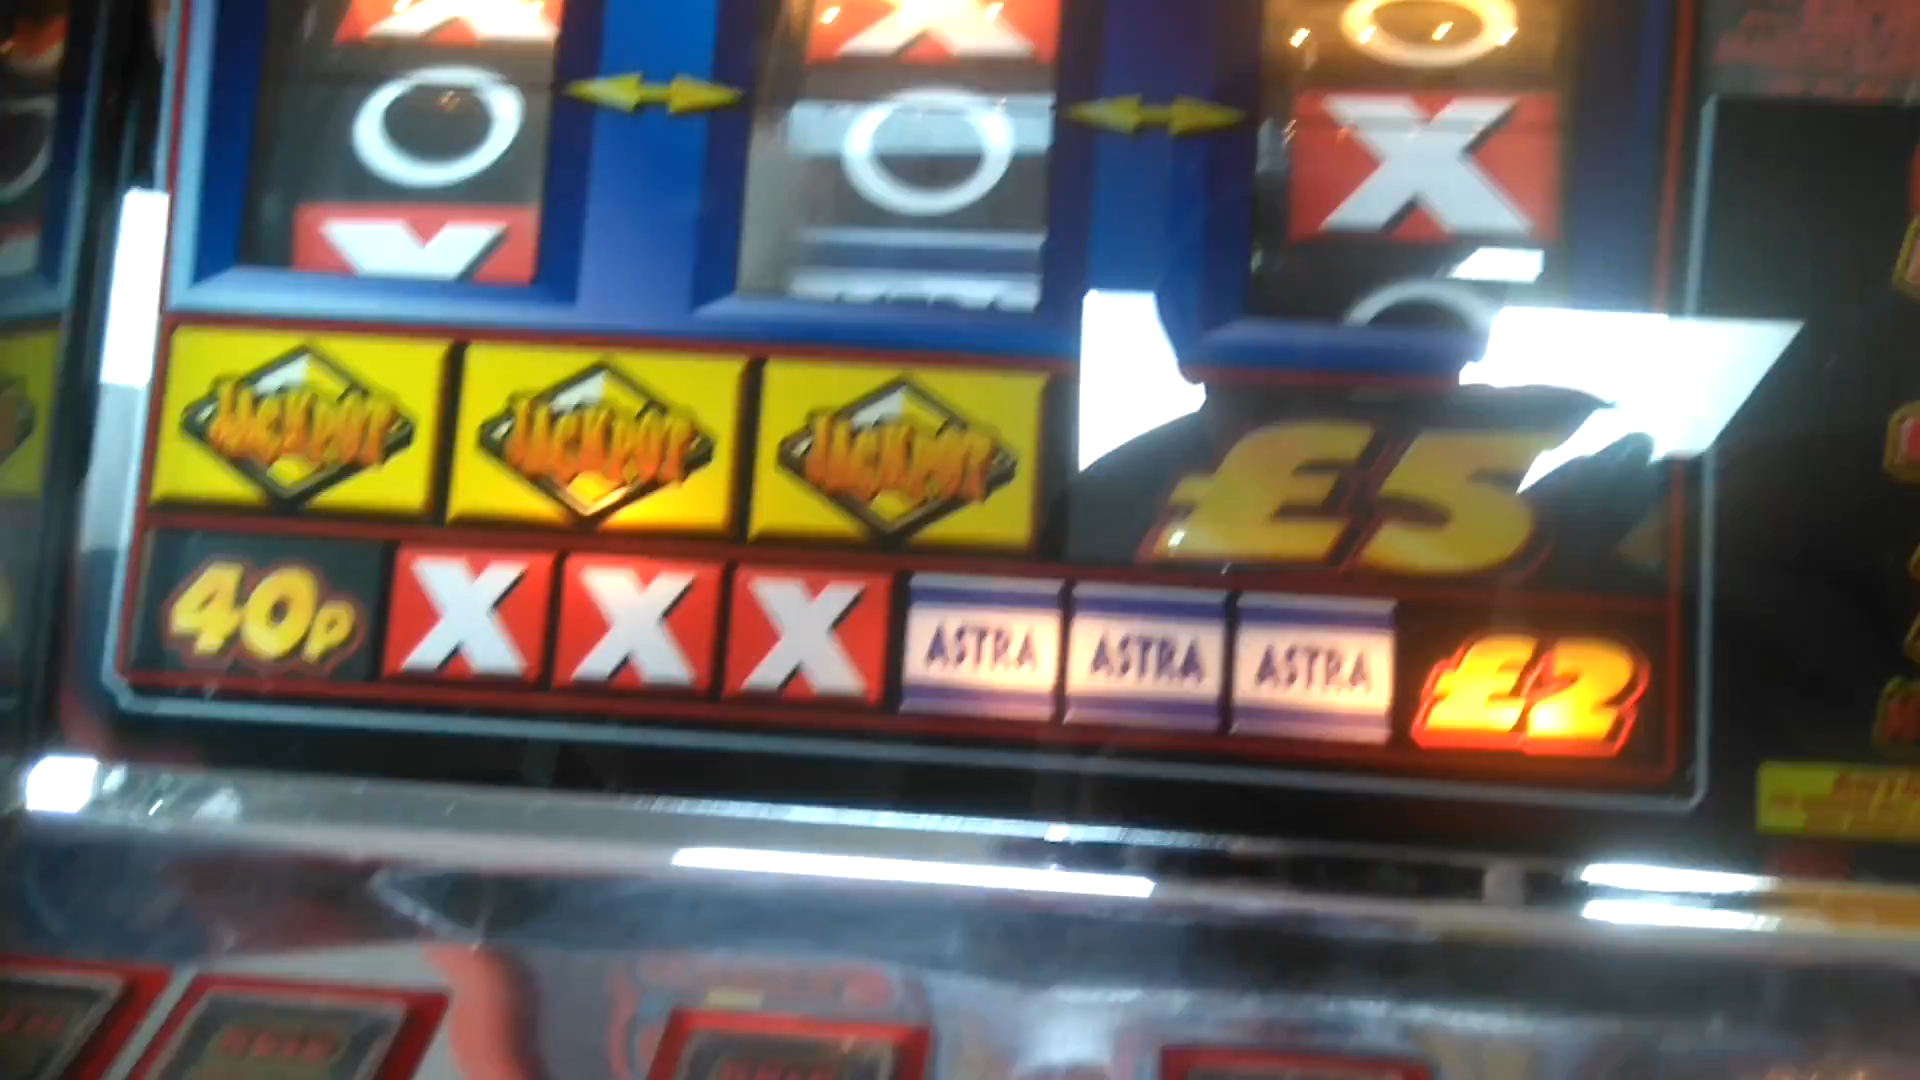 X X O
O O X
X O
JACKPOT JACKPOT JACKPOT £5
40p X X X ASTRA ASTRA ASTRA £2